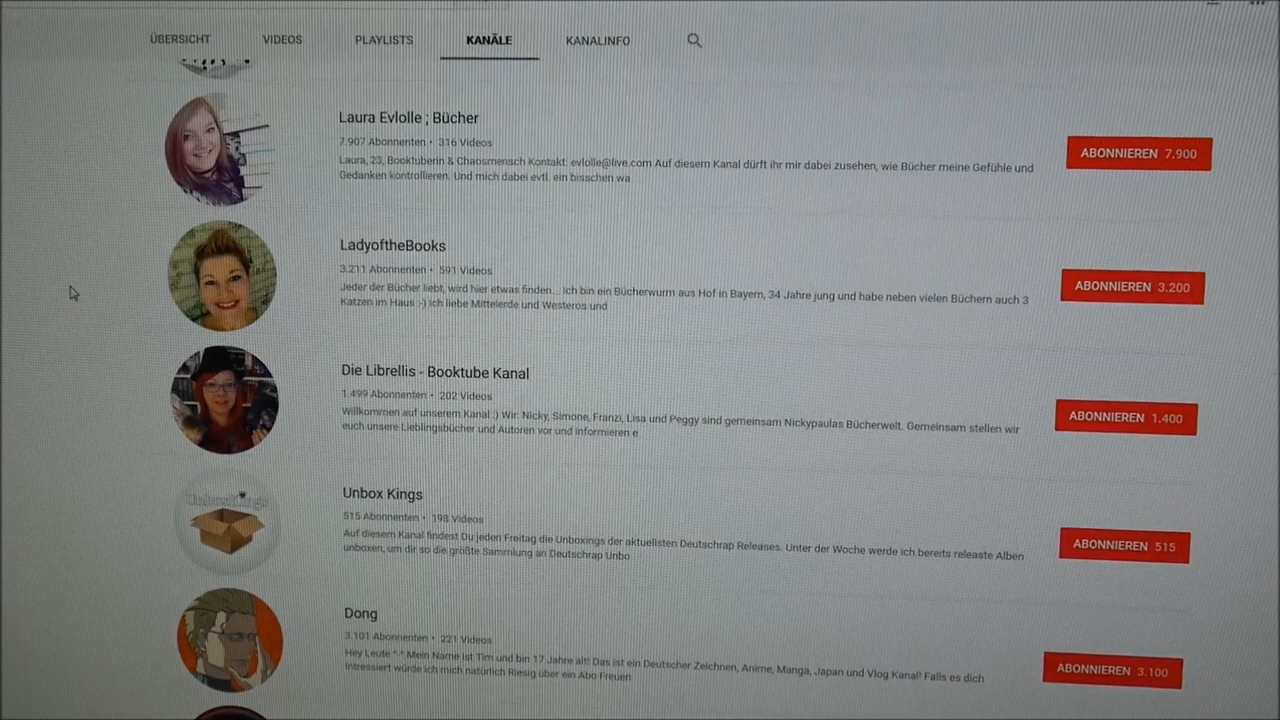 ÜBERSICHT VIDEOS PLAYLISTS KANÄLE KANALINFO
Laura Evlolle ; Bücher
7.907 Abonnenten • 316 Videos
Laura, 23, Booktuberin & Chaosmensch Kontakt: evlolle@live.com Auf diesem Kanal dürft ihr mir dabei zusehen, wie Bücher meine Gefühle und
Gedanken kontrollieren. Und mich dabei evtl. ein bisschen wa
ABONNIEREN 7.900
LadyoftheBooks
3.211 Abonnenten • 591 Videos
Jeder der Bücher liebt, wird hier etwas finden... Ich bin ein Bücherwurm aus Hof in Bayern, 34 Jahre jung und habe neben vielen Büchern auch 3
Katzen im Haus :-) Ich liebe Mittelerde und Westeros und
ABONNIEREN 3.200
Die Librellis - Booktube Kanal
1.499 Abonnenten • 202 Videos
Willkommen auf unserem Kanal :) Wir: Nicky, Simone, Franzi, Lisa und Peggy sind gemeinsam Nickypaulas Bücherwelt. Gemeinsam stellen wir
euch unsere Lieblingsbücher und Autoren vor und informieren e
ABONNIEREN 1.400
UnboxKings
Unbox Kings
515 Abonnenten • 198 Videos
Auf diesem Kanal findest Du jeden Freitag die Unboxings der aktuellsten Deutschrap Releases. Unter der Woche werde ich bereits releaste Alben
unboxen, um dir so die größte Sammlung an Deutschrap Unbo
ABONNIEREN 515
Dong
3.101 Abonnenten • 221 Videos
Hey Leute ^-^ Mein Name ist Tim und bin 17 Jahre alt! Das ist ein Deutscher Zeichnen, Anime, Manga, Japan und Vlog Kanal! Falls es dich
Intressiert würde ich mich natürlich Riesig über ein Abo Freuen
ABONNIEREN 3.100